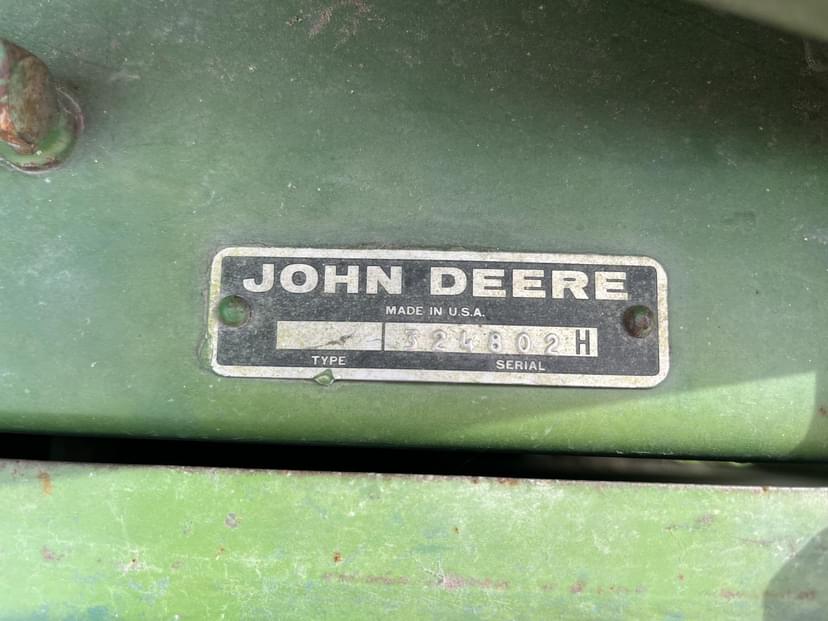 JOHN DEERE
MADE IN U.S.A.
324802H
TYPE SERIAL